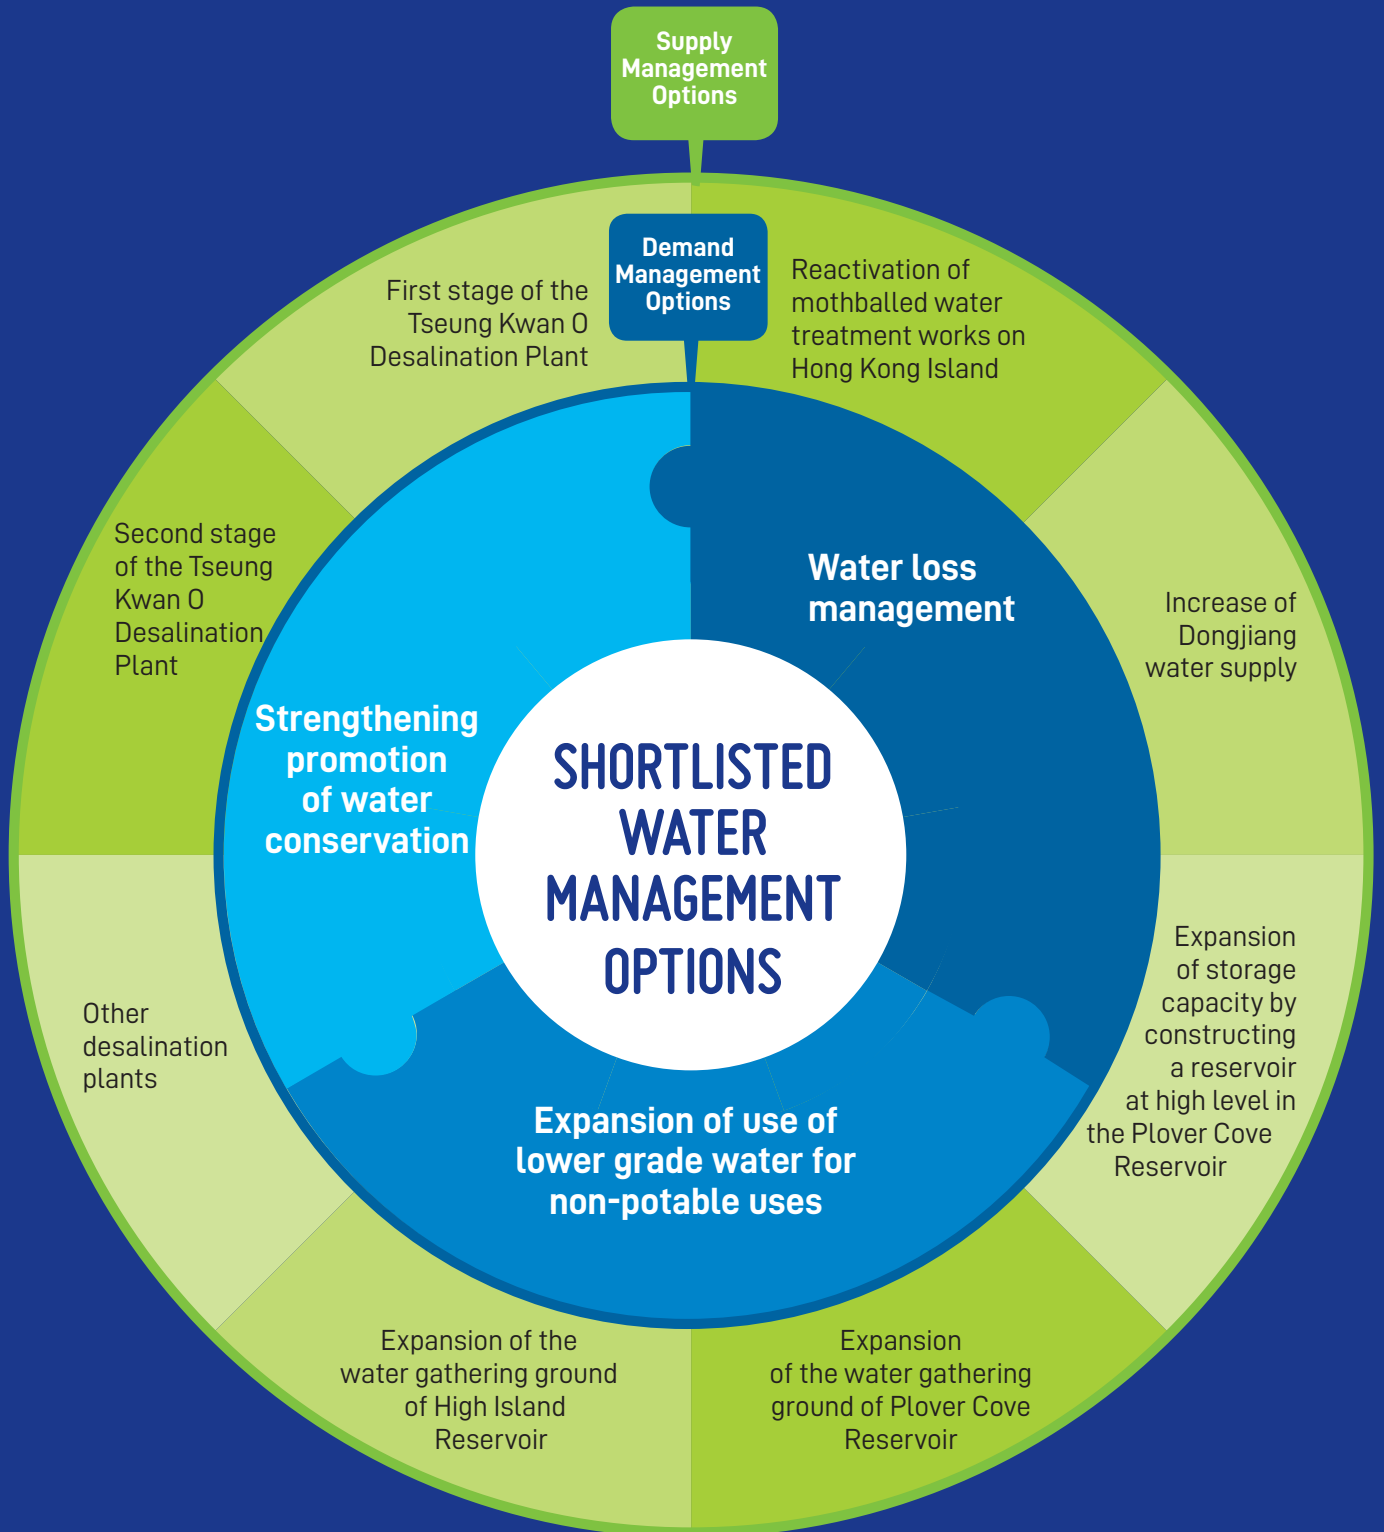 Supply
Management
Options
Demand
Management
Options
First stage of the
Tseung Kwan O
Desalination Plant
Reactivation of
mothballed water
treatment works on
Hong Kong Island
Second stage
of the Tseung
Kwan O
Desalination
Plant
Water loss
management
Increase of
Dongjiang
water supply
Strengthening
promotion
of water
conservation
SHORTLISTED
WATER
MANAGEMENT
OPTIONS
Expansion
of storage
capacity by
constructing
a reservoir
at high level in
the Plover Cove
Reservoir
Other
desalination
plants
Expansion of use of
lower grade water for
non-potable uses
Expansion of the
water gathering ground
of High Island
Reservoir
Expansion
of the water gathering
ground of Plover Cove
Reservoir